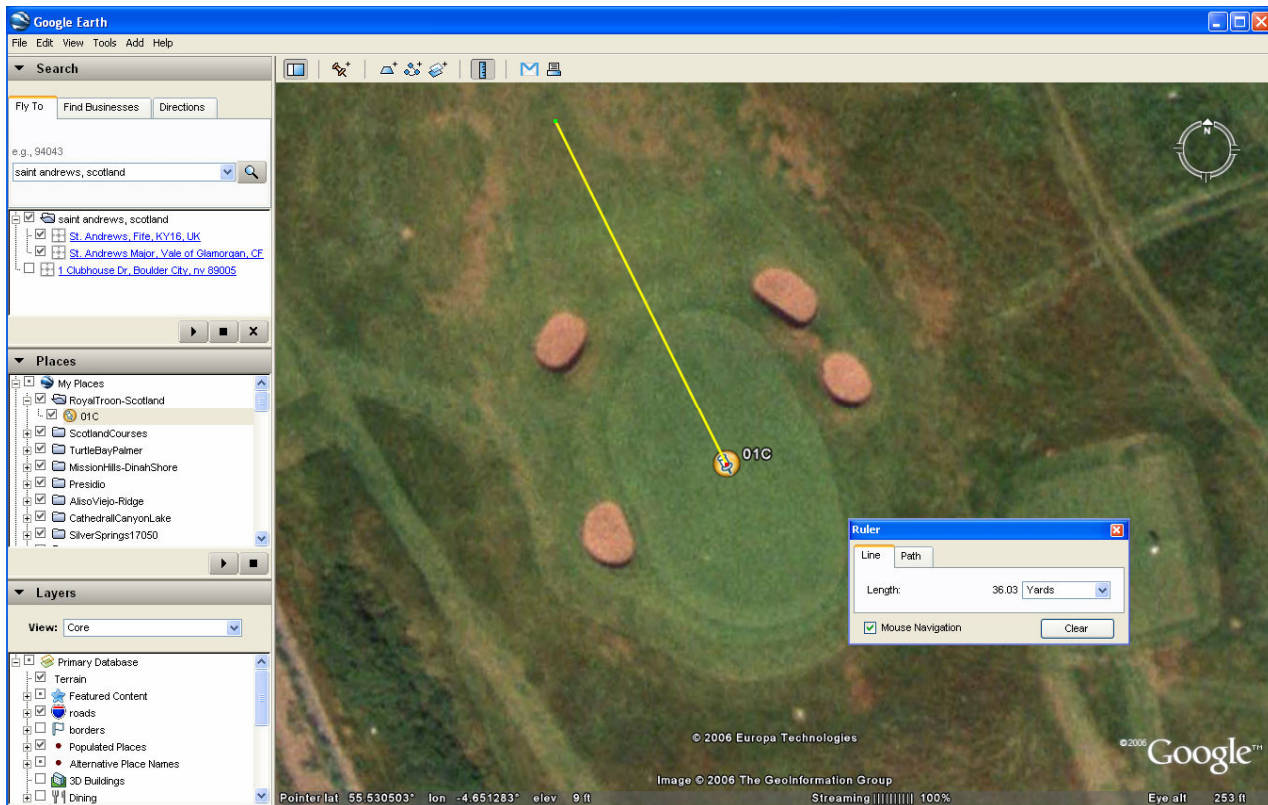 Google Earth
File Edit View Tools Add Help
Search
Fly To Find Businesses Directions
e.g., 94043
saint andrews, scotland
saint andrews, scotland
St. Andrews, Fife, KY16, UK
St. Andrews Major, Vale of Glamorgan, CF
1 Clubhouse Dr, Boulder City, nv 89005
Places
My Places
RoyalTroon-Scotland
01C
ScotlandCourses
TurtleBayPalmer
MissionHills-DinahShore
Presidio
AlisoViejo-Ridge
CathedralCanyonLake
SilverSprings17050
Layers
View: Core
Primary Database
Terrain
Featured Content
roads
borders
Populated Places
Alternative Place Names
3D Buildings
Dining
N
01C
Ruler
Line Path
Length: 36.03 Yards
Mouse Navigation Clear
© 2006 Europa Technologies
Image © 2006 The GeoInformation Group
©2006 Google™
Pointer lat 55.530503° lon -4.651283° elev 9 ft Streaming |||||||||| 100% Eye alt 253 ft